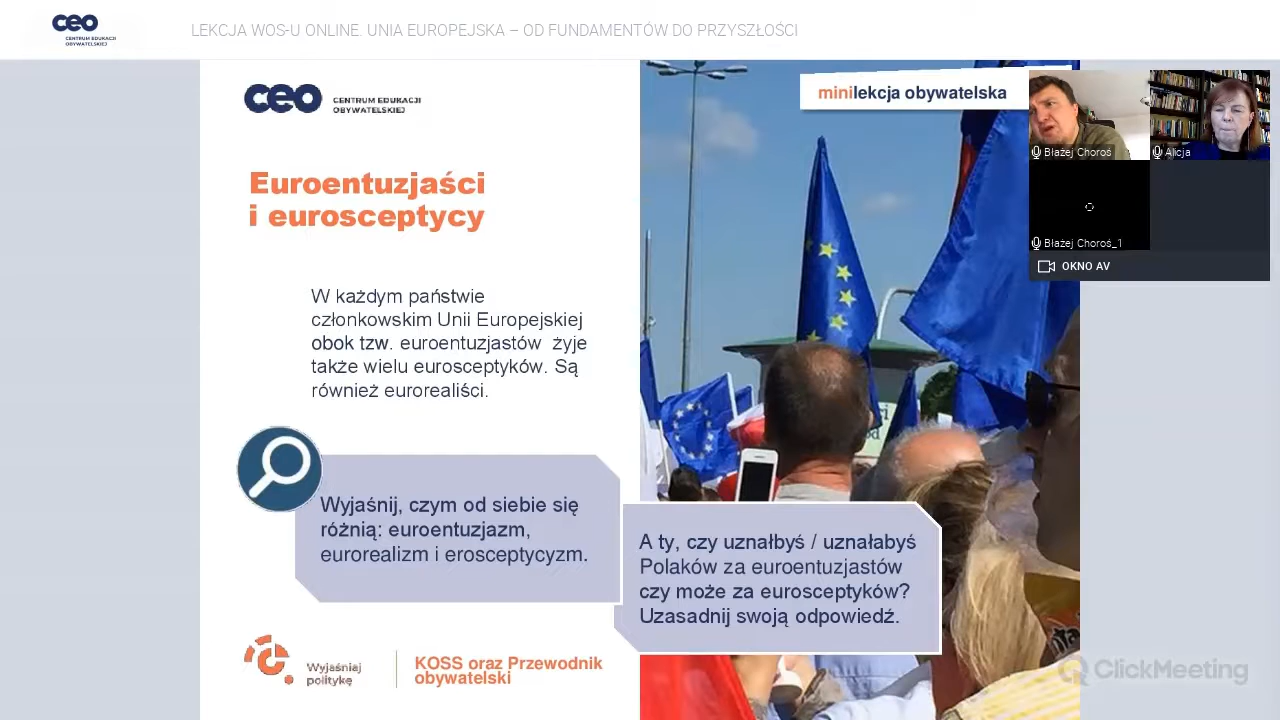 ceo
CENTRUM EDUKACJI
OBYWATELSKIEJ
LEKCJA WOS-U ONLINE. UNIA EUROPEJSKA – OD FUNDAMENTÓW DO PRZYSZŁOŚCI
ceo
CENTRUM EDUKACJI
OBYWATELSKIEJ
minilekcja obywatelska
Błażej Choroś
Alicja
Błażej Choroś_1
OKNO AV
Euroentuzjaści
i eurosceptycy
W każdym państwie
członkowskim Unii Europejskiej
obok tzw. euroentuzjastów żyje
także wielu eurosceptyków. Są
również eurorealiści.
Wyjaśnij, czym od siebie się
różnią: euroentuzjazm,
eurorealizm i erosceptycyzm.
A ty, czy uznałbyś / uznałabyś
Polaków za euroentuzjastów
czy może za eurosceptyków?
Uzasadnij swoją odpowiedź.
Wyjaśniaj
politykę
KOSS oraz Przewodnik
obywatelski
ClickMeeting